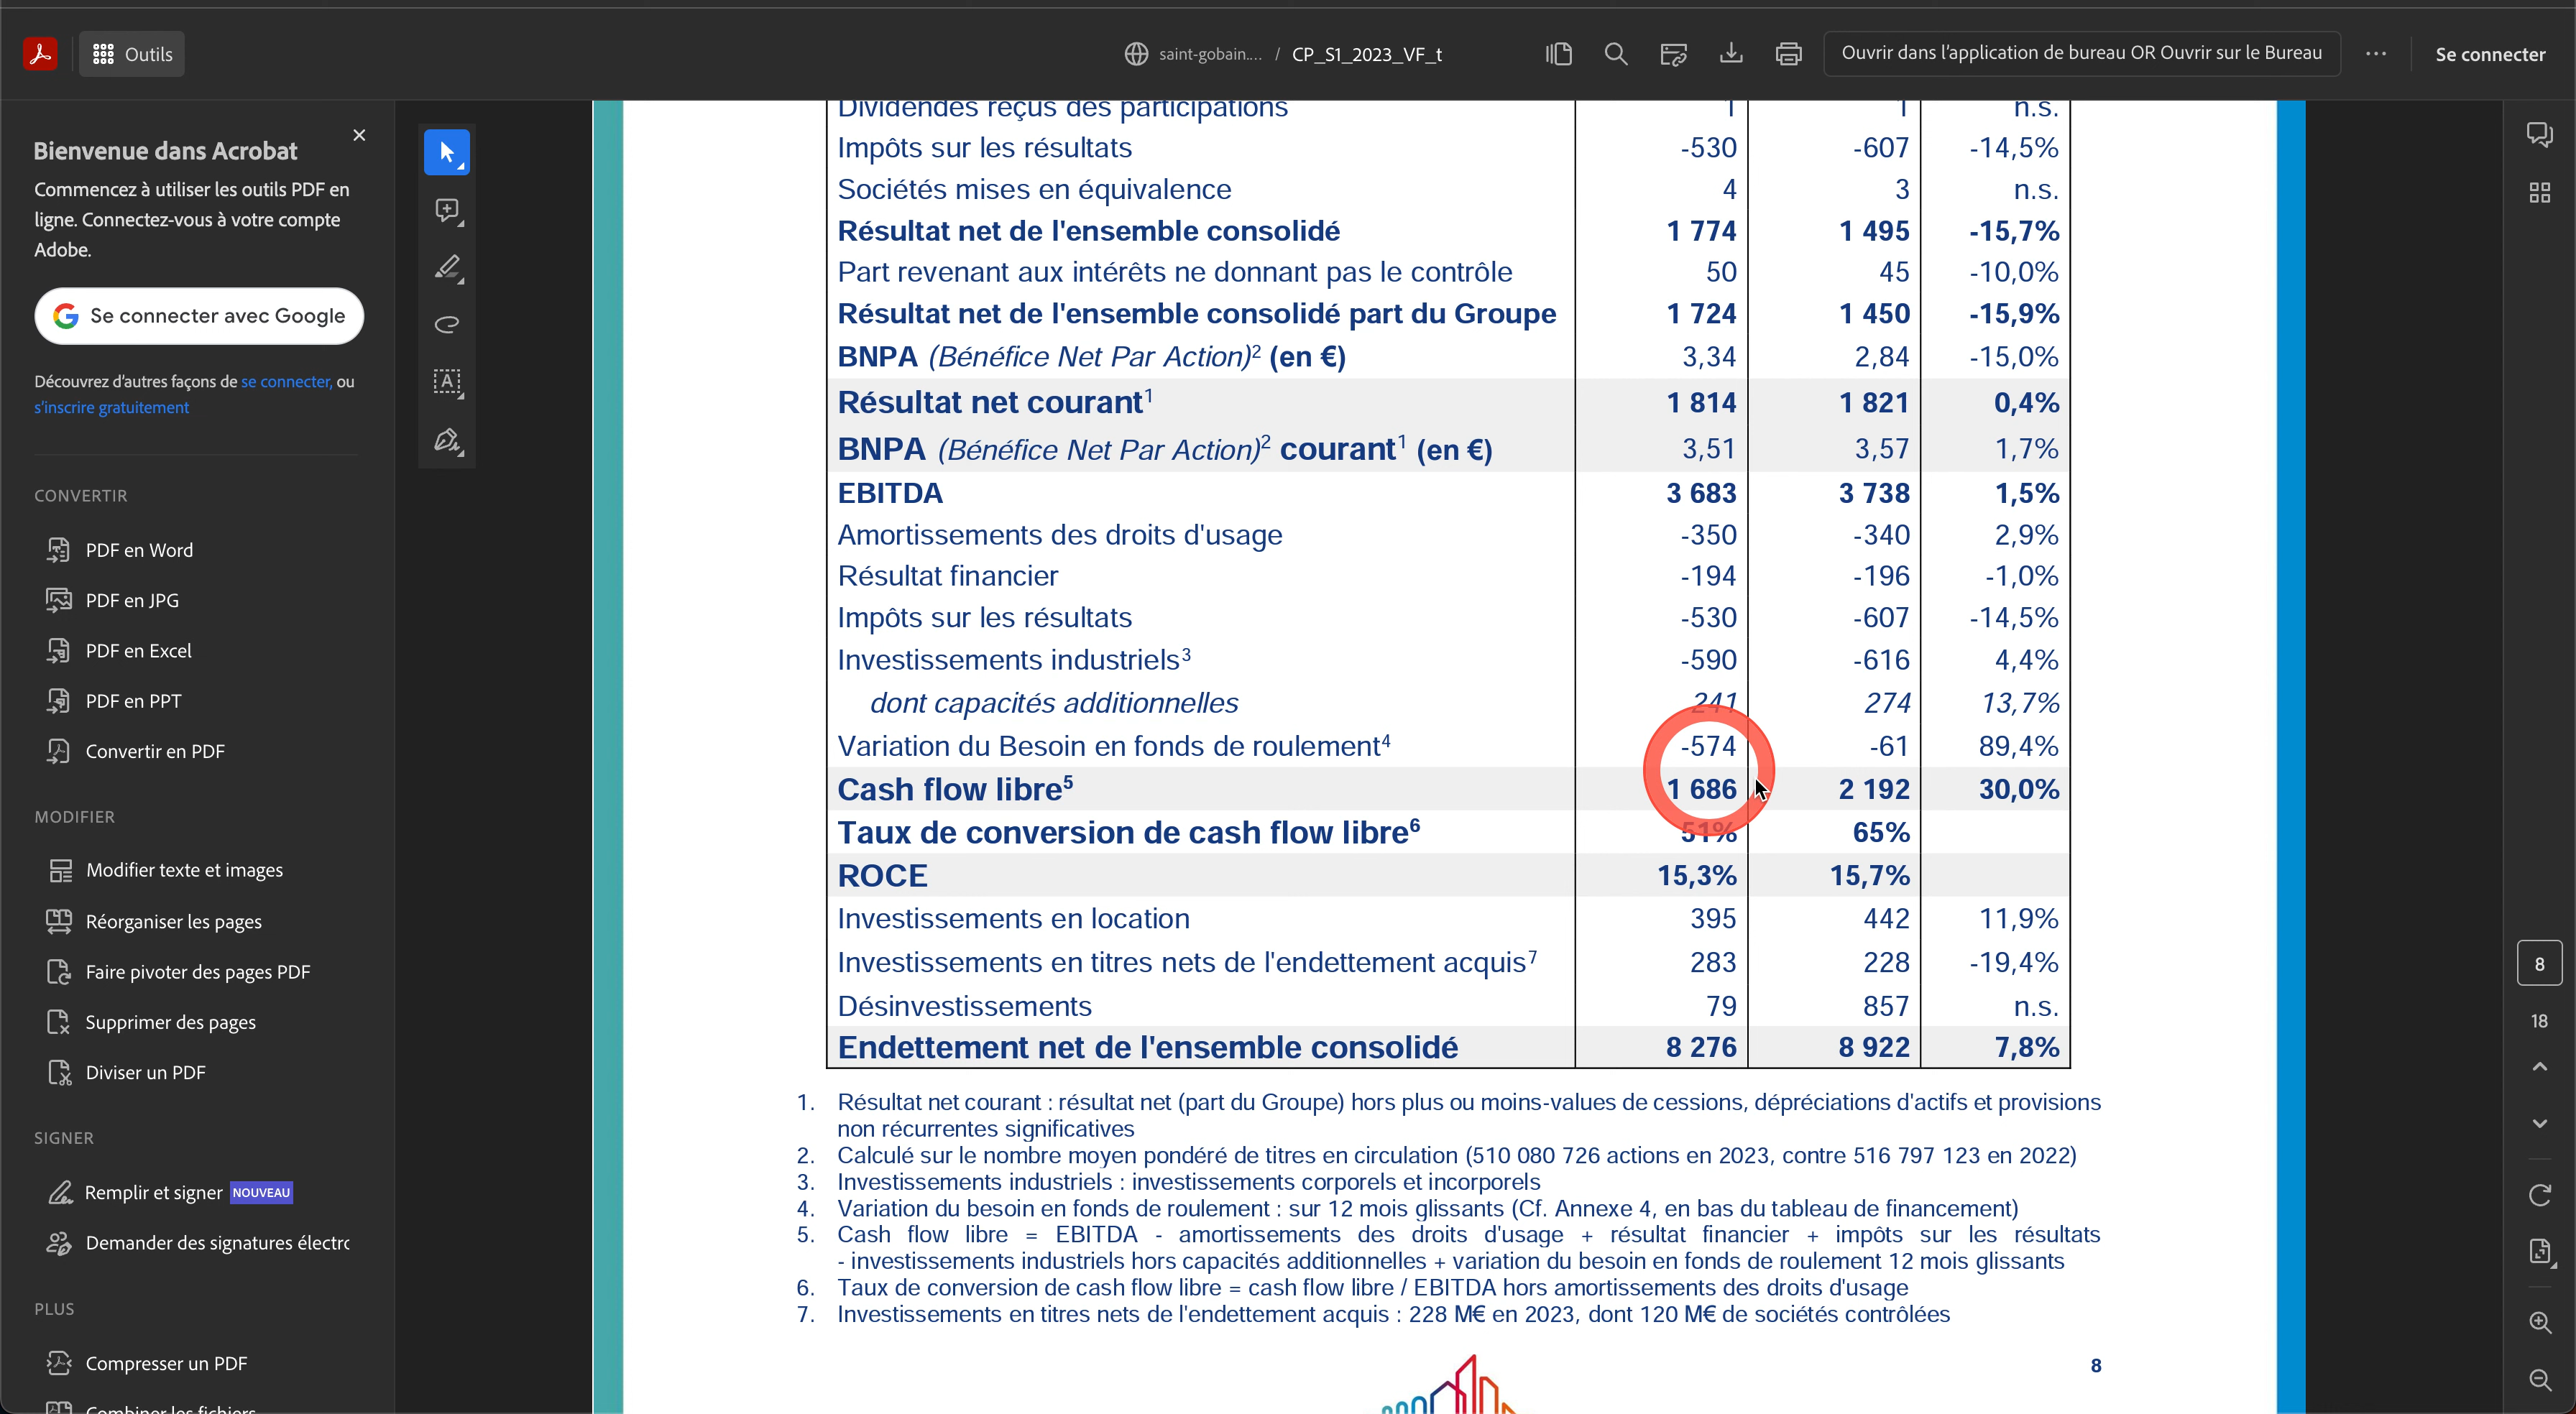 Outils
saint-gobain.... / CP_S1_2023_VF_t
Ouvrir dans l'application de bureau OR Ouvrir sur le Bureau
Se connecter
Bienvenue dans Acrobat
Commencez à utiliser les outils PDF en
ligne. Connectez-vous à votre compte
Adobe.
Se connecter avec Google
Découvrez d'autres façons de se connecter, ou
s'inscrire gratuitement
CONVERTIR
PDF en Word
PDF en JPG
PDF en Excel
PDF en PPT
Convertir en PDF
MODIFIER
Modifier texte et images
Réorganiser les pages
Faire pivoter des pages PDF
Supprimer des pages
Diviser un PDF
SIGNER
Remplir et signer NOUVEAU
Demander des signatures électrc
PLUS
Compresser un PDF
Combiner les fichiers
Dividendes reçus des participations 1 1 n.s.
Impôts sur les résultats -530 -607 -14,5%
Sociétés mises en équivalence 4 3 n.s.
Résultat net de l'ensemble consolidé 1 774 1 495 -15,7%
Part revenant aux intérêts ne donnant pas le contrôle 50 45 -10,0%
Résultat net de l'ensemble consolidé part du Groupe 1 724 1 450 -15,9%
BNPA (Bénéfice Net Par Action)² (en €) 3,34 2,84 -15,0%
Résultat net courant¹ 1 814 1 821 0,4%
BNPA (Bénéfice Net Par Action)² courant¹ (en €) 3,51 3,57 1,7%
EBITDA 3 683 3 738 1,5%
Amortissements des droits d'usage -350 -340 2,9%
Résultat financier -194 -196 -1,0%
Impôts sur les résultats -530 -607 -14,5%
Investissements industriels³ -590 -616 4,4%
dont capacités additionnelles 241 274 13,7%
Variation du Besoin en fonds de roulement⁴ -574 -61 89,4%
Cash flow libre⁵ 1 686 2 192 30,0%
Taux de conversion de cash flow libre⁶ 51% 65%
ROCE 15,3% 15,7%
Investissements en location 395 442 11,9%
Investissements en titres nets de l'endettement acquis⁷ 283 228 -19,4%
Désinvestissements 79 857 n.s.
Endettement net de l'ensemble consolidé 8 276 8 922 7,8%
1. Résultat net courant : résultat net (part du Groupe) hors plus ou moins-values de cessions, dépréciations d'actifs et provisions
non récurrentes significatives
2. Calculé sur le nombre moyen pondéré de titres en circulation (510 080 726 actions en 2023, contre 516 797 123 en 2022)
3. Investissements industriels : investissements corporels et incorporels
4. Variation du besoin en fonds de roulement : sur 12 mois glissants (Cf. Annexe 4, en bas du tableau de financement)
5. Cash flow libre = EBITDA - amortissements des droits d'usage + résultat financier + impôts sur les résultats
- investissements industriels hors capacités additionnelles + variation du besoin en fonds de roulement 12 mois glissants
6. Taux de conversion de cash flow libre = cash flow libre / EBITDA hors amortissements des droits d'usage
7. Investissements en titres nets de l'endettement acquis : 228 M€ en 2023, dont 120 M€ de sociétés contrôlées
8
8
18